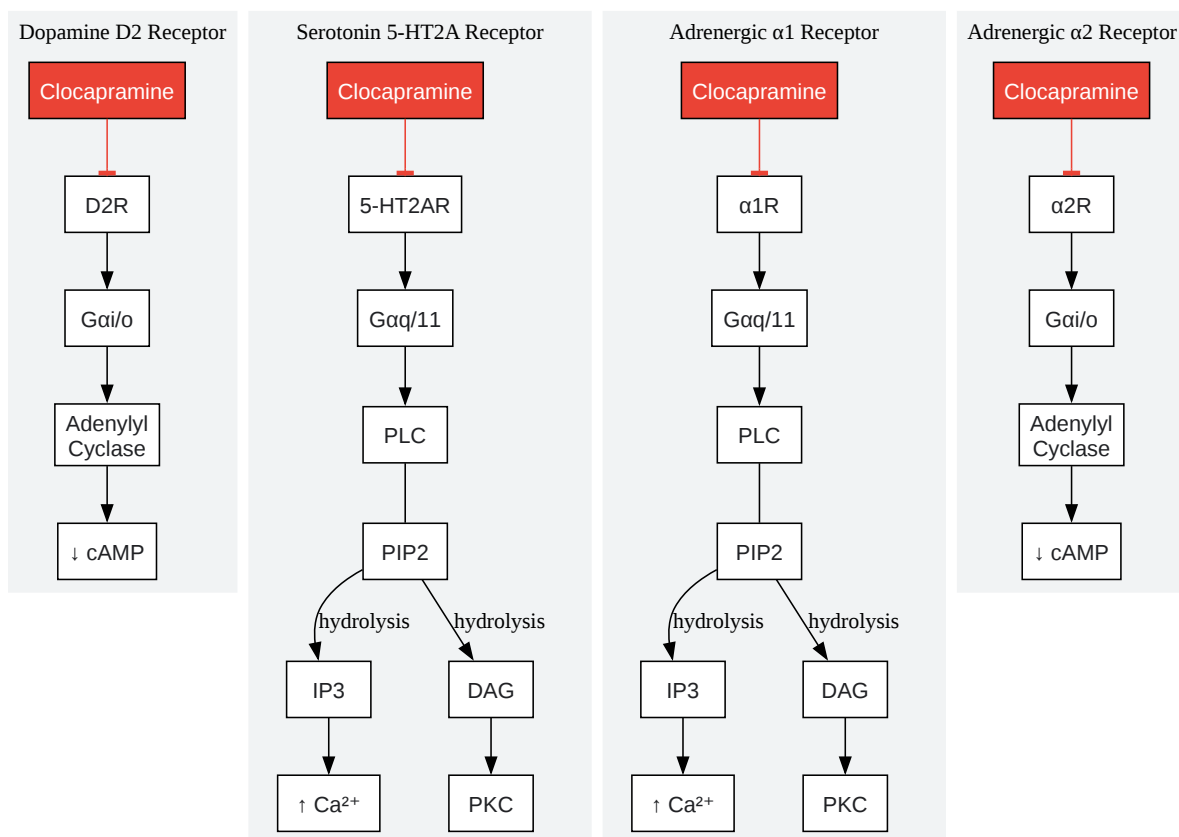 Dopamine D2 Receptor
Clocapramine
D2R
Gαi/o
Adenylyl
Cyclase
↓ cAMP
Serotonin 5-HT2A Receptor
Clocapramine
5-HT2AR
Gαq/11
PLC
PIP2
hydrolysis
hydrolysis
IP3
DAG
↑ Ca²⁺
PKC
Adrenergic α1 Receptor
Clocapramine
α1R
Gαq/11
PLC
PIP2
hydrolysis
hydrolysis
IP3
DAG
↑ Ca²⁺
PKC
Adrenergic α2 Receptor
Clocapramine
α2R
Gαi/o
Adenylyl
Cyclase
↓ cAMP